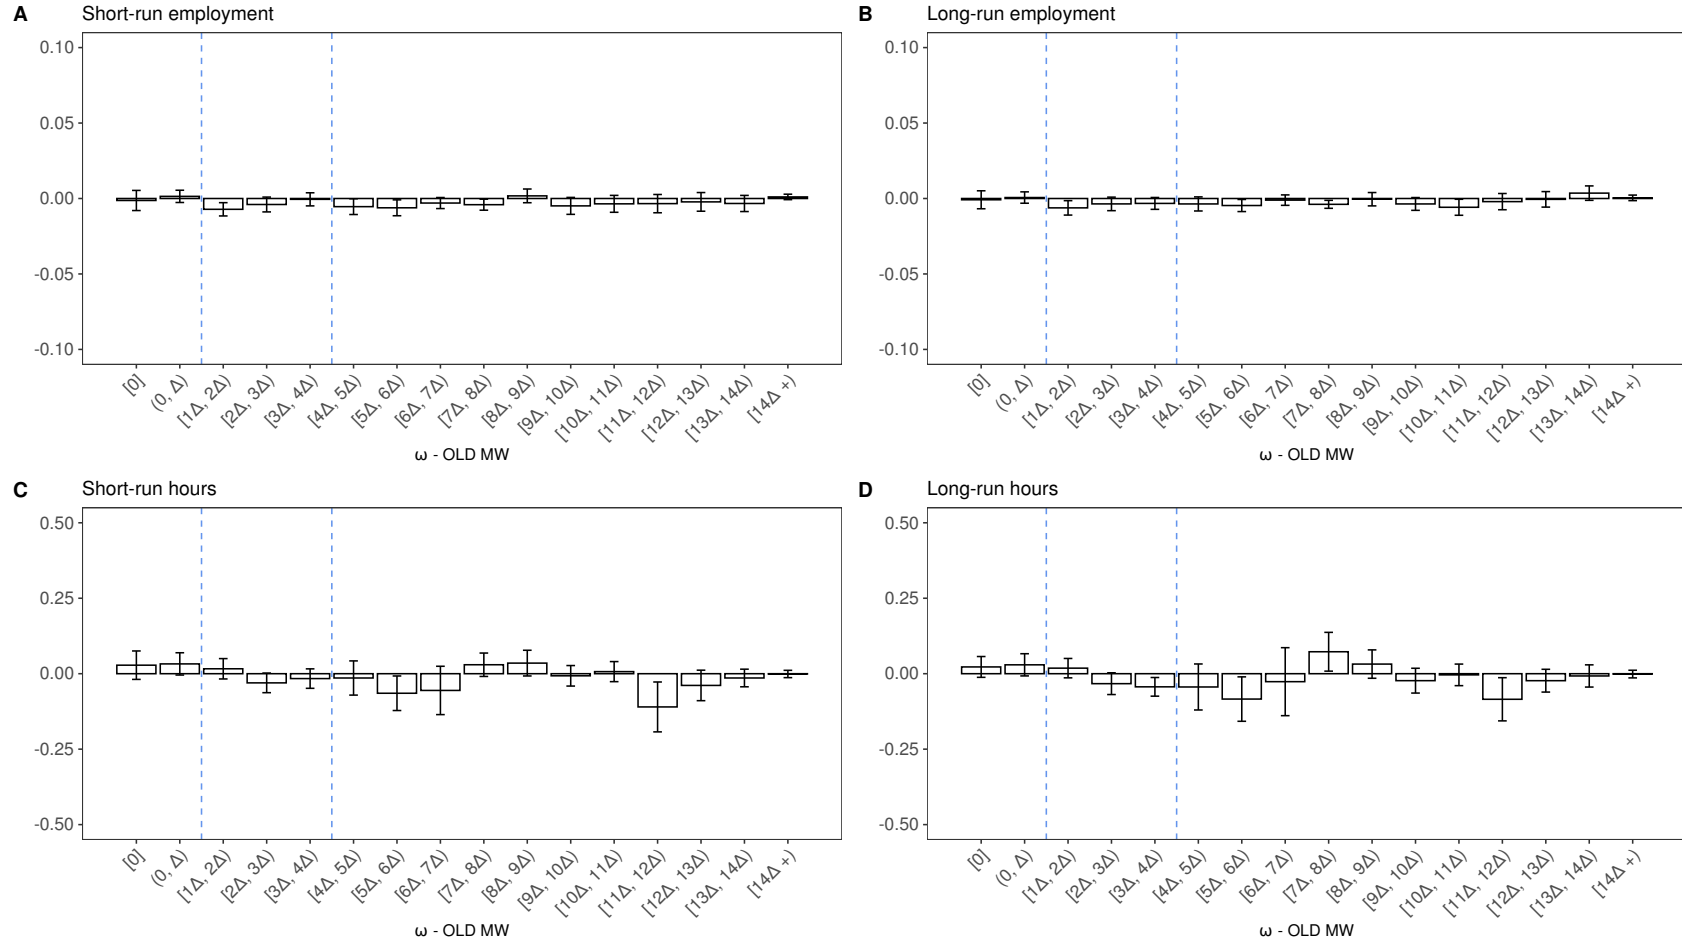 A Short-run employment
0.10
0.05
0.00
-0.05
-0.10
[0] (0, Δ) [1Δ, 2Δ) [2Δ, 3Δ) [3Δ, 4Δ) [4Δ, 5Δ) [5Δ, 6Δ) [6Δ, 7Δ) [7Δ, 8Δ) [8Δ, 9Δ) [9Δ, 10Δ) [10Δ, 11Δ) [11Δ, 12Δ) [12Δ, 13Δ) [13Δ, 14Δ) [14Δ +)
ω - OLD MW
B Long-run employment
0.10
0.05
0.00
-0.05
-0.10
[0] (0, Δ) [1Δ, 2Δ) [2Δ, 3Δ) [3Δ, 4Δ) [4Δ, 5Δ) [5Δ, 6Δ) [6Δ, 7Δ) [7Δ, 8Δ) [8Δ, 9Δ) [9Δ, 10Δ) [10Δ, 11Δ) [11Δ, 12Δ) [12Δ, 13Δ) [13Δ, 14Δ) [14Δ +)
ω - OLD MW
C Short-run hours
0.50
0.25
0.00
-0.25
-0.50
[0] (0, Δ) [1Δ, 2Δ) [2Δ, 3Δ) [3Δ, 4Δ) [4Δ, 5Δ) [5Δ, 6Δ) [6Δ, 7Δ) [7Δ, 8Δ) [8Δ, 9Δ) [9Δ, 10Δ) [10Δ, 11Δ) [11Δ, 12Δ) [12Δ, 13Δ) [13Δ, 14Δ) [14Δ +)
ω - OLD MW
D Long-run hours
0.50
0.25
0.00
-0.25
-0.50
[0] (0, Δ) [1Δ, 2Δ) [2Δ, 3Δ) [3Δ, 4Δ) [4Δ, 5Δ) [5Δ, 6Δ) [6Δ, 7Δ) [7Δ, 8Δ) [8Δ, 9Δ) [9Δ, 10Δ) [10Δ, 11Δ) [11Δ, 12Δ) [12Δ, 13Δ) [13Δ, 14Δ) [14Δ +)
ω - OLD MW